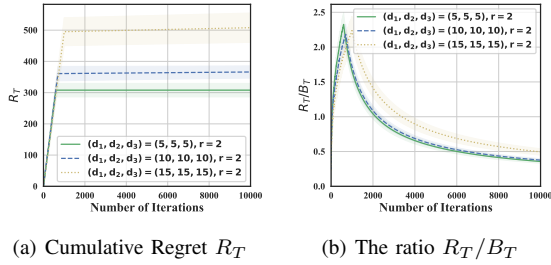 500
400
300
200
100
0
R_T
(d₁, d₂, d₃) = (5, 5, 5), r = 2
(d₁, d₂, d₃) = (10, 10, 10), r = 2
(d₁, d₂, d₃) = (15, 15, 15), r = 2
0 2000 4000 6000 8000 10000
Number of Iterations
(a) Cumulative Regret R_T
2.5
2.0
1.5
1.0
0.5
0.0
R_T/B_T
(d₁, d₂, d₃) = (5, 5, 5), r = 2
(d₁, d₂, d₃) = (10, 10, 10), r = 2
(d₁, d₂, d₃) = (15, 15, 15), r = 2
0 2000 4000 6000 8000 10000
Number of Iterations
(b) The ratio R_T/B_T